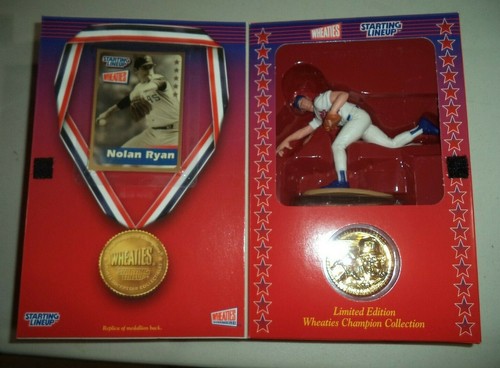 STARTING
LINEUP
WHEATIES
Nolan Ryan
WHEATIES
Replica of medallion back.
STARTING
LINEUP
WHEATIES
WHEATIES
STARTING
LINEUP
Limited Edition
Wheaties Champion Collection